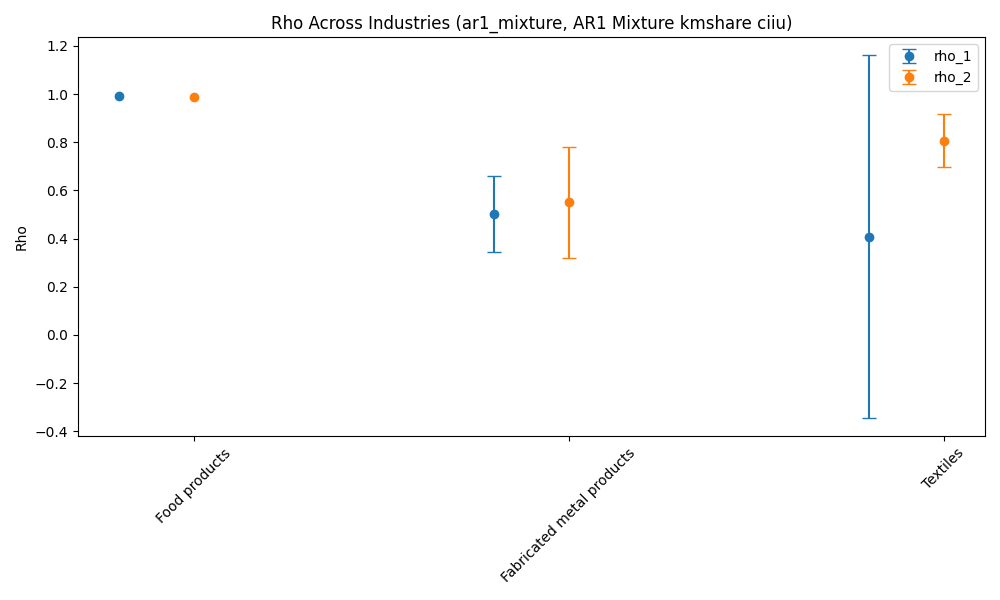 Rho Across Industries (ar1_mixture, AR1 Mixture kmshare ciiu)
rho_1
rho_2
Rho
1.2
1.0
0.8
0.6
0.4
0.2
0.0
−0.2
−0.4
Food products
Fabricated metal products
Textiles